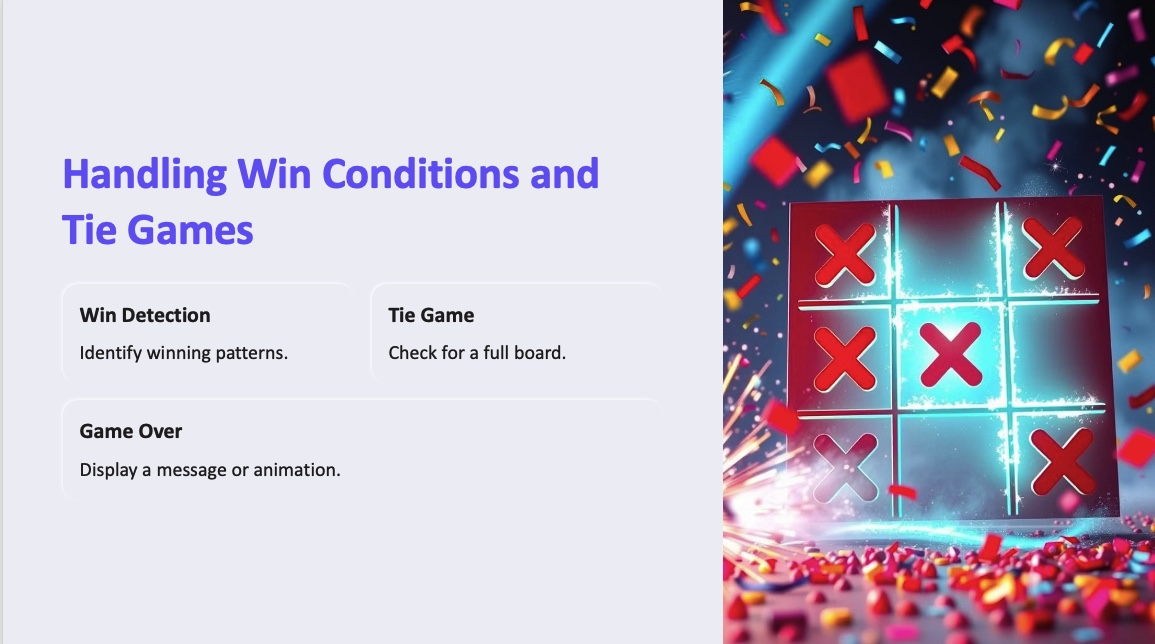 Handling Win Conditions and
Tie Games
Win Detection
Identify winning patterns.
Tie Game
Check for a full board.
Game Over
Display a message or animation.